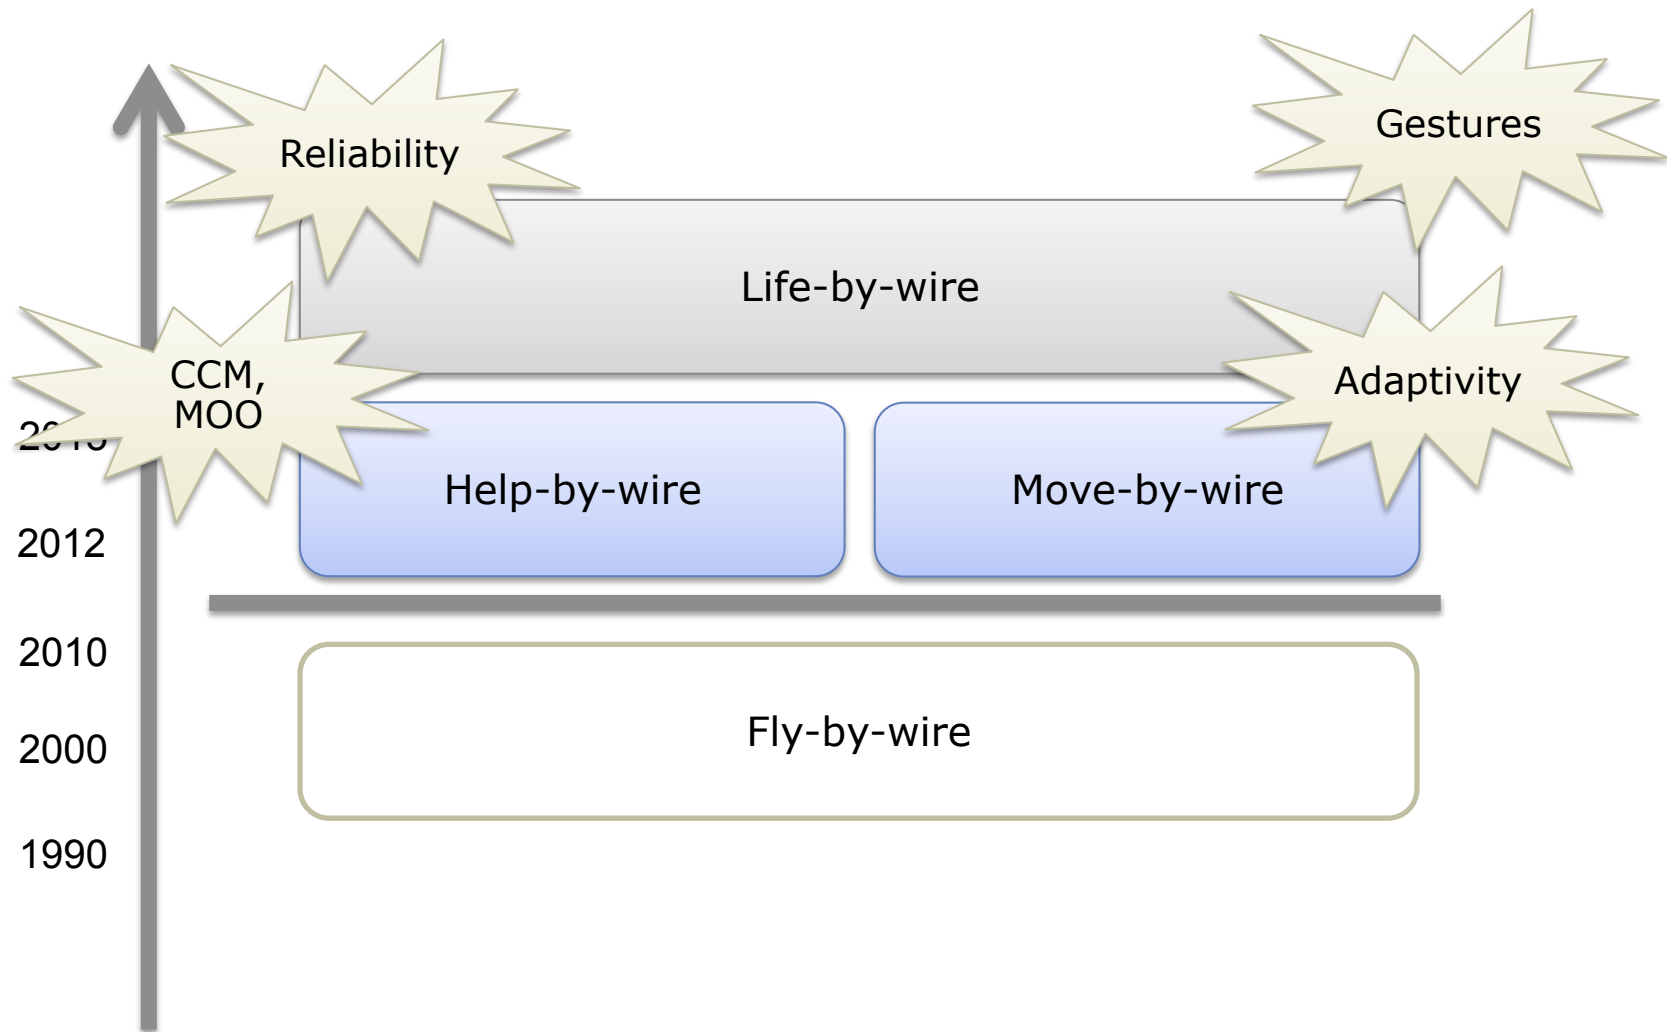 Gestures
Reliability
Life-by-wire
CCM,
MOO
Adaptivity
Help-by-wire
Move-by-wire
2012
2010
Fly-by-wire
2000
1990